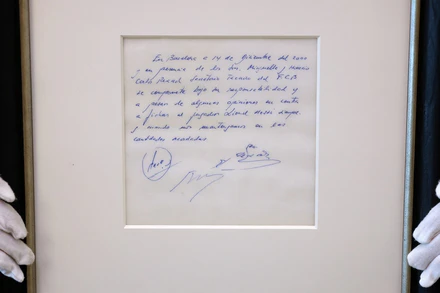 En Barcelona a 14 de diciembre del 2000
y en presencia de los Sres. Minguella y Horacio
Carles Rexach Secretario Técnico del F.C.B
se compromete bajo su responsabilidad y
a pesar de algunas opiniones en contra
a fichar al jugador Lionel Messi siempre
y cuando nos mantengamos en las
cantidades acordadas